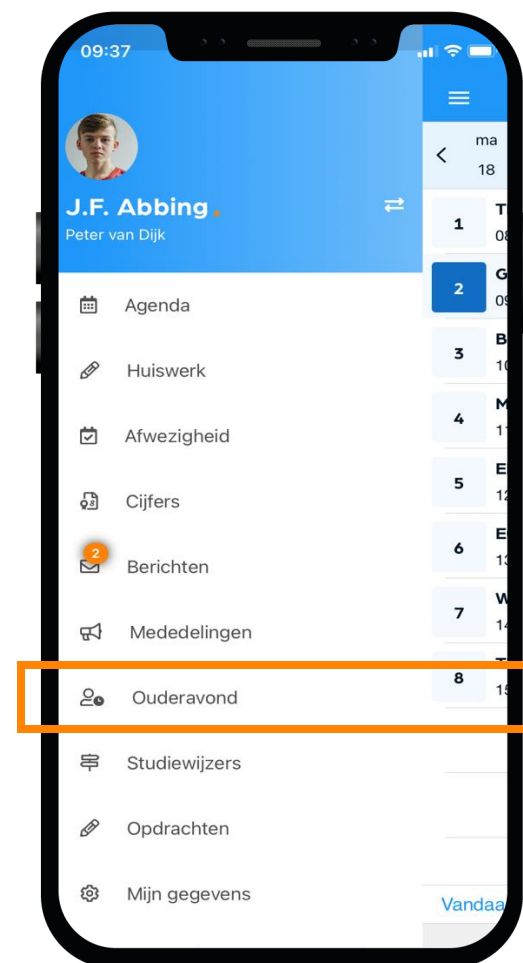 09:37
J.F. Abbing.
Peter van Dijk
Agenda
Huiswerk
Afwezigheid
8
Cijfers
2
Berichten
Mededelingen
Ouderavond
Studiewijzers
Opdrachten
Mijn gegevens
ma
18
1
2
3
4
5
6
7
8
Vandaa